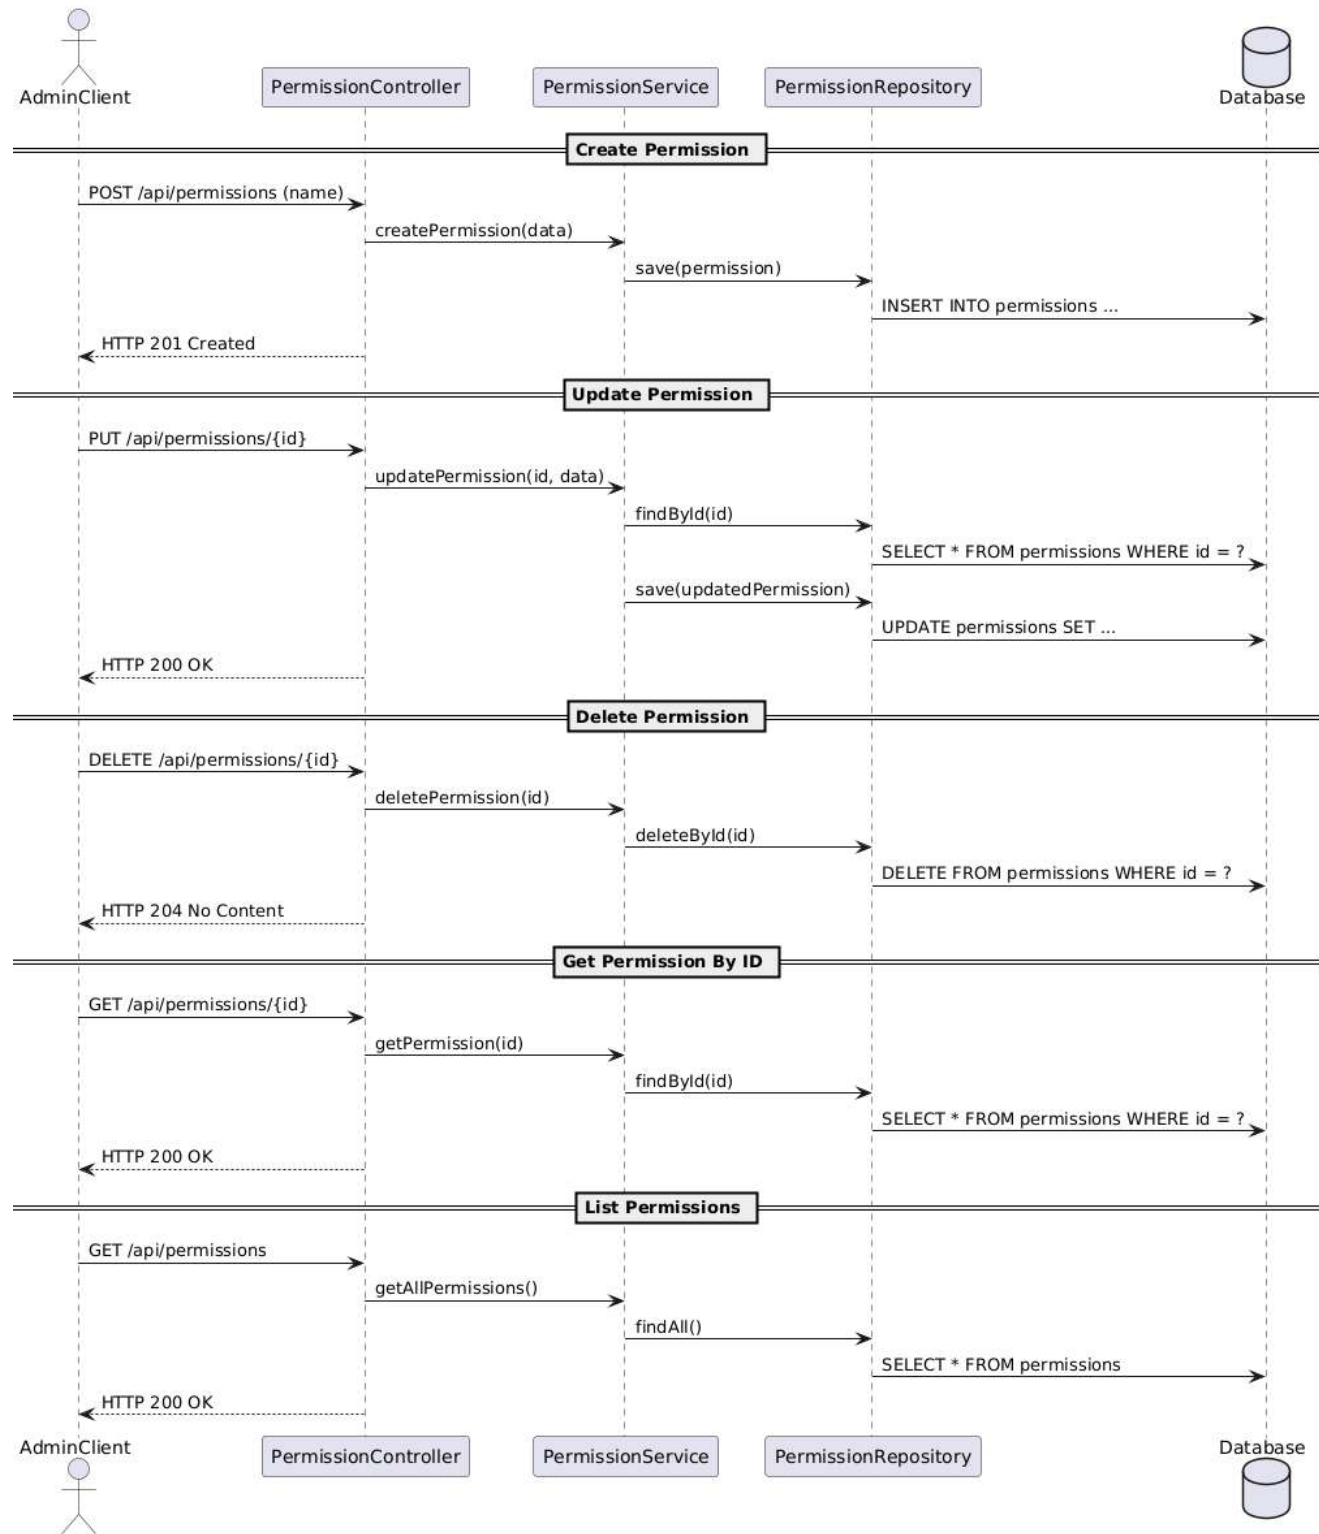 AdminClient
PermissionController
PermissionService
PermissionRepository
Database
Create Permission
POST /api/permissions (name)
createPermission(data)
save(permission)
INSERT INTO permissions ...
HTTP 201 Created
Update Permission
PUT /api/permissions/{id}
updatePermission(id, data)
findById(id)
SELECT * FROM permissions WHERE id = ?
save(updatedPermission)
UPDATE permissions SET ...
HTTP 200 OK
Delete Permission
DELETE /api/permissions/{id}
deletePermission(id)
deleteById(id)
DELETE FROM permissions WHERE id = ?
HTTP 204 No Content
Get Permission By ID
GET /api/permissions/{id}
getPermission(id)
findById(id)
SELECT * FROM permissions WHERE id = ?
HTTP 200 OK
List Permissions
GET /api/permissions
getAllPermissions()
findAll()
SELECT * FROM permissions
HTTP 200 OK
AdminClient
PermissionController
PermissionService
PermissionRepository
Database